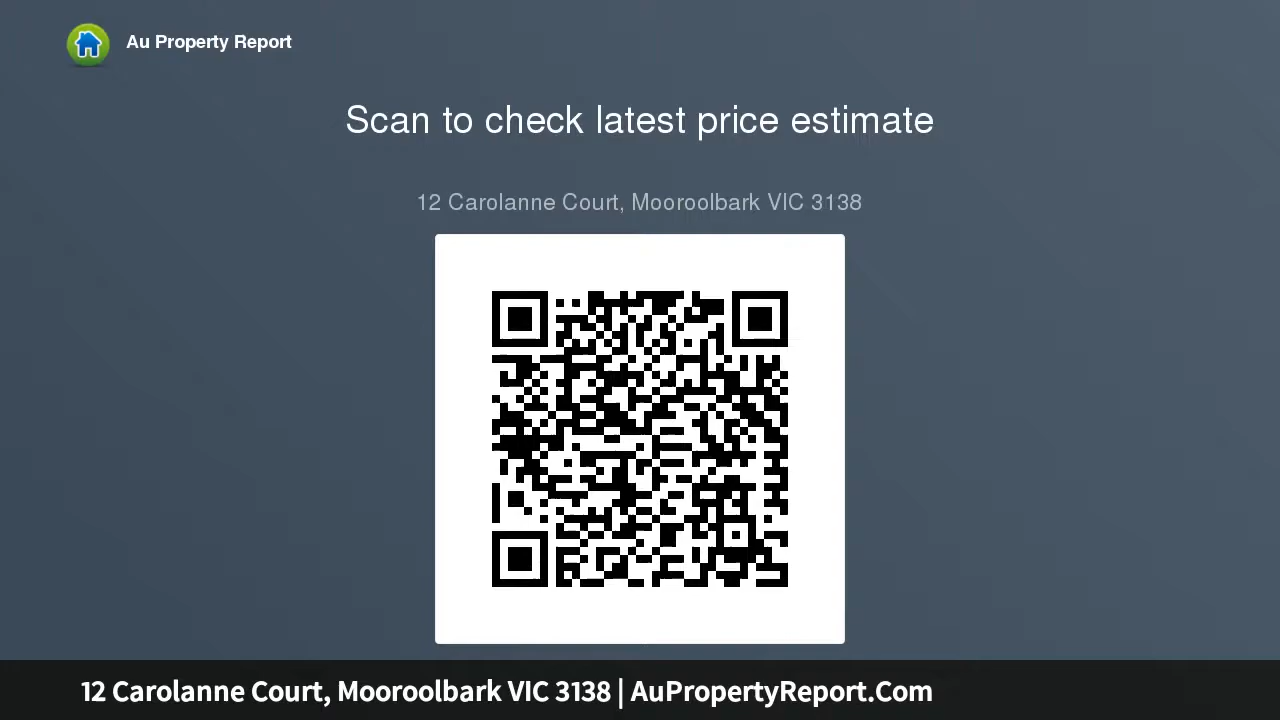 Au Property Report
Scan to check latest price estimate
12 Carolanne Court, Mooroolbark VIC 3138
12 Carolanne Court, Mooroolbark VIC 3138 | AuPropertyReport.Com